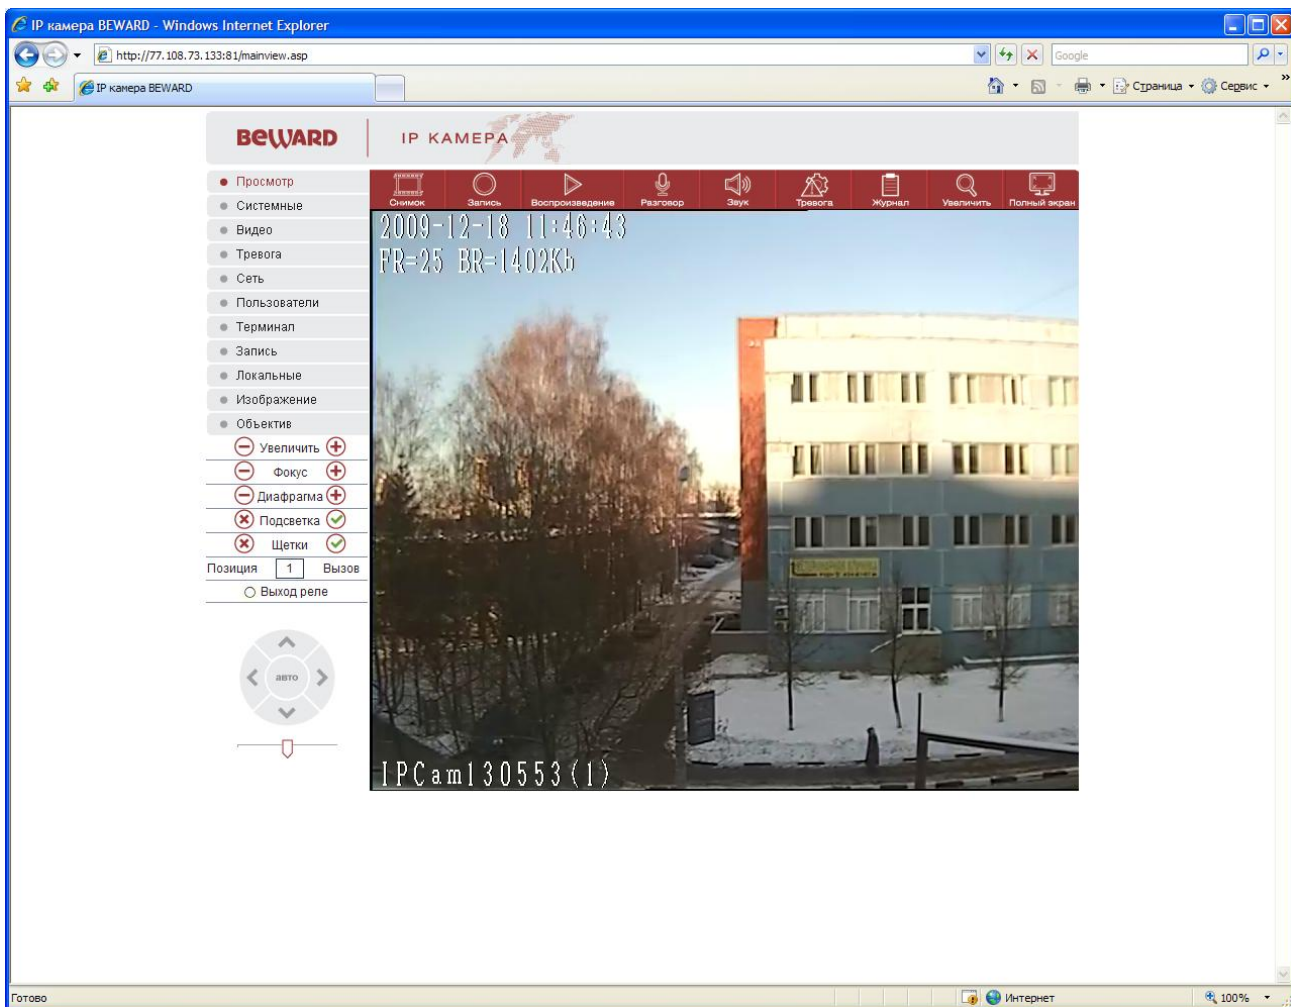 IP камера BEWARD - Windows Internet Explorer
http://77.108.73.133:81/mainview.asp
Google
IP камера BEWARD
Страница
Сервис
BEWARD
IP КАМЕРА
Просмотр
Системные
Видео
Тревога
Сеть
Пользователи
Терминал
Запись
Локальные
Изображение
Объектив
Увеличить
Фокус
Диафрагма
Подсветка
Щетки
Позиция 1 Вызов
Выход реле
авто
Снимок Запись Воспроизведение Разговор Звук Тревога Журнал Увеличить Полный экран
2009-12-18 11:46:43
FR=25 BR=1402Kb
IPCam130553(1)
Готово
Интернет
100%